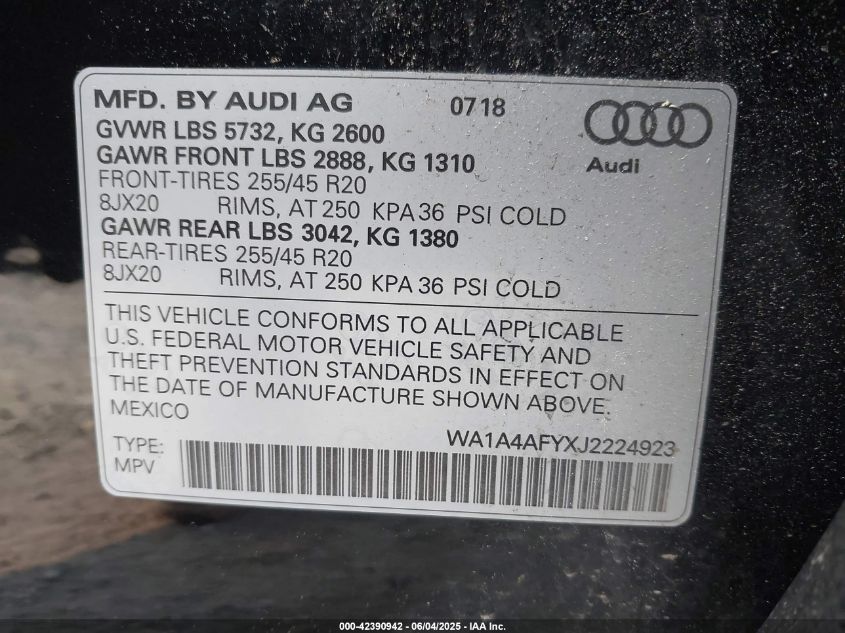 MFD. BY AUDI AG 0718
GVWR LBS 5732, KG 2600
GAWR FRONT LBS 2888, KG 1310
Audi
FRONT-TIRES 255/45 R20
8JX20 RIMS, AT 250 KPA 36 PSI COLD
GAWR REAR LBS 3042, KG 1380
REAR-TIRES 255/45 R20
8JX20 RIMS, AT 250 KPA 36 PSI COLD
THIS VEHICLE CONFORMS TO ALL APPLICABLE
U.S. FEDERAL MOTOR VEHICLE SAFETY AND
THEFT PREVENTION STANDARDS IN EFFECT ON
THE DATE OF MANUFACTURE SHOWN ABOVE.
MEXICO
WA1A4AFYXJ2224923
TYPE:
MPV
000-42390942 - 06/04/2025 - IAA Inc.